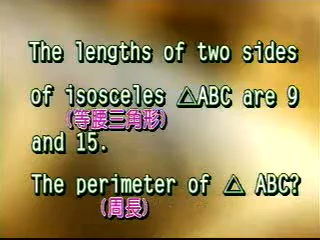 The lengths of two sides
of isosceles △ABC are 9
(等腰三角形)
and 15.
The perimeter of △ ABC?
(周長)